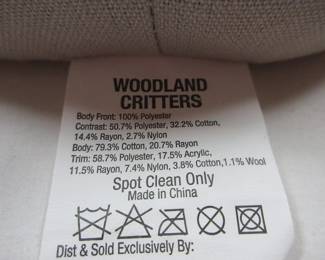 WOODLAND
CRITTERS
Body Front: 100% Polyester
Contrast: 50.7% Polyester, 32.2% Cotton,
14.4% Rayon, 2.7% Nylon
Body: 79.3% Cotton, 20.7% Rayon
Trim: 58.7% Polyester, 17.5% Acrylic,
11.5% Rayon, 7.4% Nylon, 3.8% Cotton,1.1% Wool
Spot Clean Only
Made in China
Dist & Sold Exclusively By: